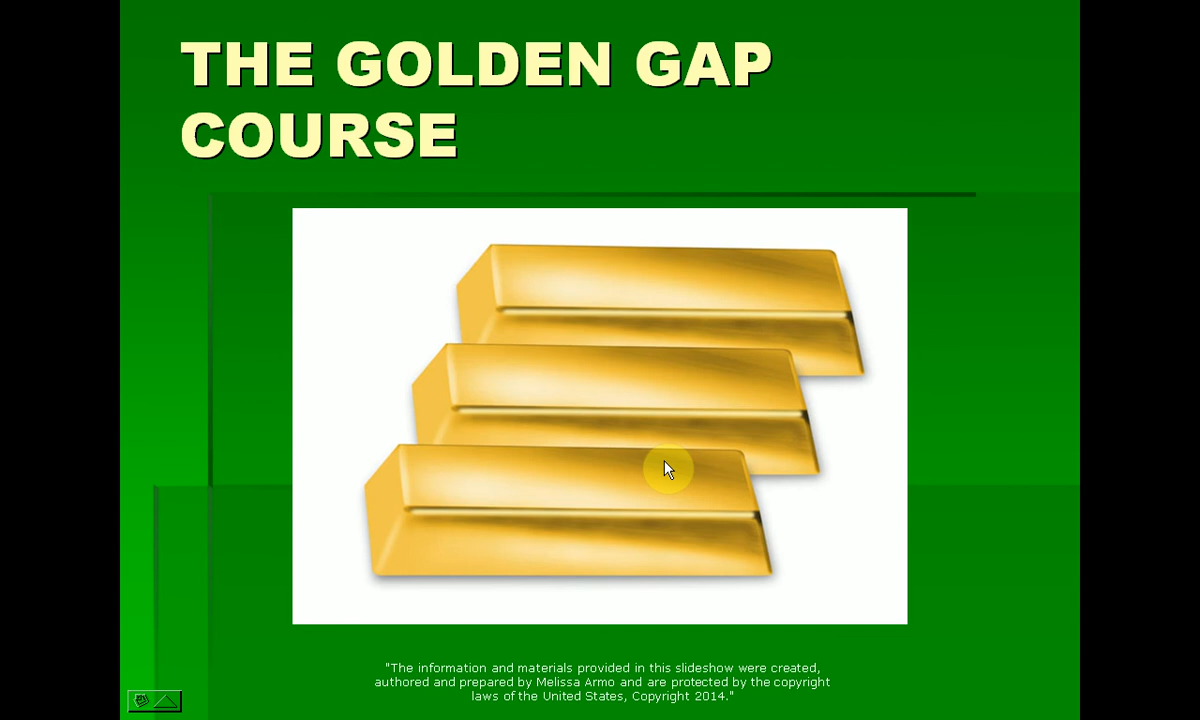 THE GOLDEN GAP
COURSE
"The information and materials provided in this slideshow were created,
authored and prepared by Melissa Armo and are protected by the copyright
laws of the United States, Copyright 2014."